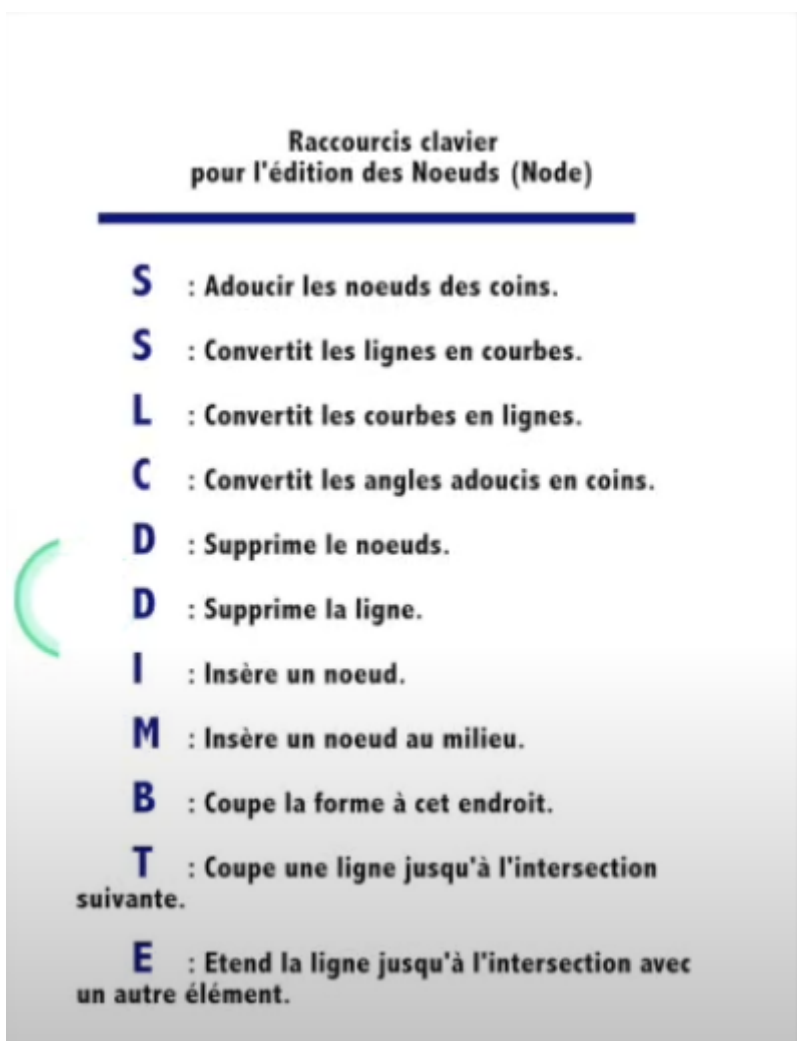 Raccourcis clavier
pour l'édition des Noeuds (Node)
S : Adoucir les noeuds des coins.
S : Convertit les lignes en courbes.
L : Convertit les courbes en lignes.
C : Convertit les angles adoucis en coins.
D : Supprime le noeuds.
D : Supprime la ligne.
I : Insère un noeud.
M : Insère un noeud au milieu.
B : Coupe la forme à cet endroit.
T : Coupe une ligne jusqu'à l'intersection
suivante.
E : Etend la ligne jusqu'à l'intersection avec
un autre élément.